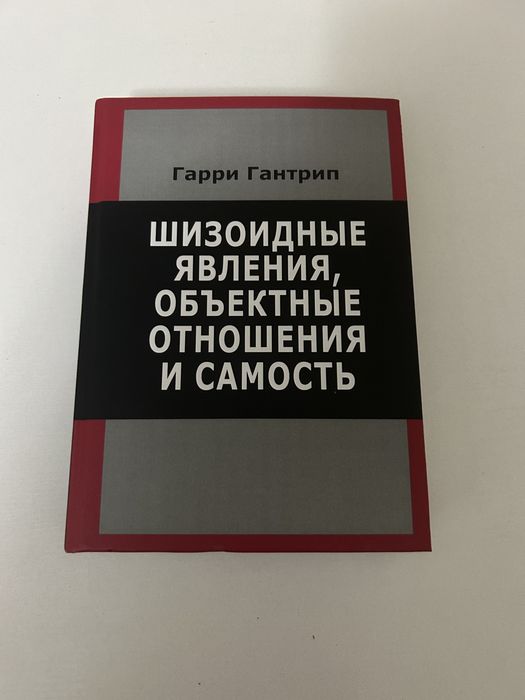 Гарри Гантрип
ШИЗОИДНЫЕ
ЯВЛЕНИЯ,
ОБЪЕКТНЫЕ
ОТНОШЕНИЯ
И САМОСТЬ